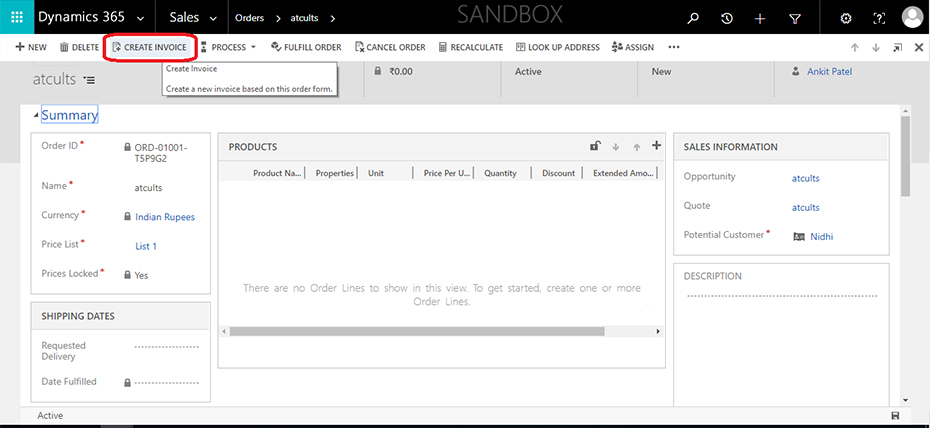 Dynamics 365 Sales Orders atcults SANDBOX
NEW DELETE CREATE INVOICE PROCESS FULFILL ORDER CANCEL ORDER RECALCULATE LOOK UP ADDRESS ASSIGN
Create Invoice
Create a new invoice based on this order form.
atcults ₹0.00 Active New Ankit Patel
Summary
Order ID* ORD-01001-
T5P9G2
Name* atcults
Currency* Indian Rupees
Price List* List 1
Prices Locked* Yes
SHIPPING DATES
Requested
Delivery
Date Fulfilled
PRODUCTS
Product Na... Properties Unit Price Per U... Quantity Discount Extended Amo...
There are no Order Lines to show in this view. To get started, create one or more
Order Lines.
SALES INFORMATION
Opportunity atcults
Quote atcults
Potential Customer* Nidhi
DESCRIPTION
Active